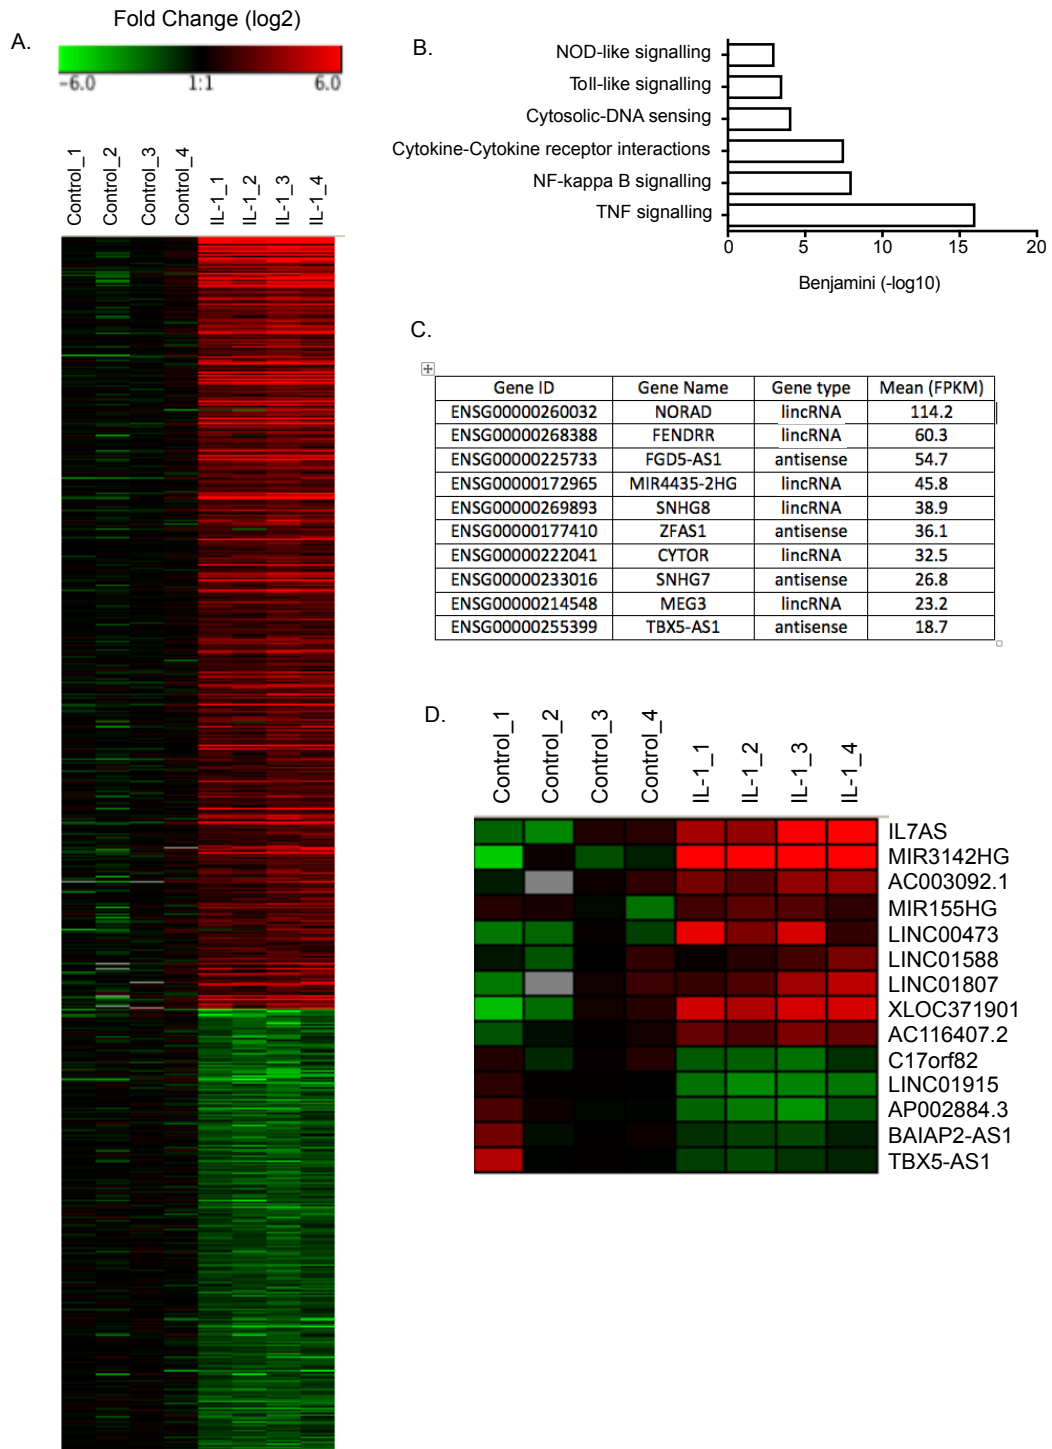 A.
Fold Change (log2)
-6.0 1:1 6.0
Control_1 Control_2 Control_3 Control_4 IL-1_1 IL-1_2 IL-1_3 IL-1_4
B.
NOD-like signalling
Toll-like signalling
Cytosolic-DNA sensing
Cytokine-Cytokine receptor interactions
NF-kappa B signalling
TNF signalling
0 5 10 15 20
Benjamini (-log10)
C.
Gene ID Gene Name Gene type Mean (FPKM)
ENSG00000260032 NORAD lincRNA 114.2
ENSG00000268388 FENDRR lincRNA 60.3
ENSG00000225733 FGD5-AS1 antisense 54.7
ENSG00000172965 MIR4435-2HG lincRNA 45.8
ENSG00000269893 SNHG8 lincRNA 38.9
ENSG00000177410 ZFAS1 antisense 36.1
ENSG00000222041 CYTOR lincRNA 32.5
ENSG00000233016 SNHG7 antisense 26.8
ENSG00000214548 MEG3 lincRNA 23.2
ENSG00000255399 TBX5-AS1 antisense 18.7
D.
Control_1 Control_2 Control_3 Control_4 IL-1_1 IL-1_2 IL-1_3 IL-1_4
IL7AS
MIR3142HG
AC003092.1
MIR155HG
LINC00473
LINC01588
LINC01807
XLOC371901
AC116407.2
C17orf82
LINC01915
AP002884.3
BAIAP2-AS1
TBX5-AS1